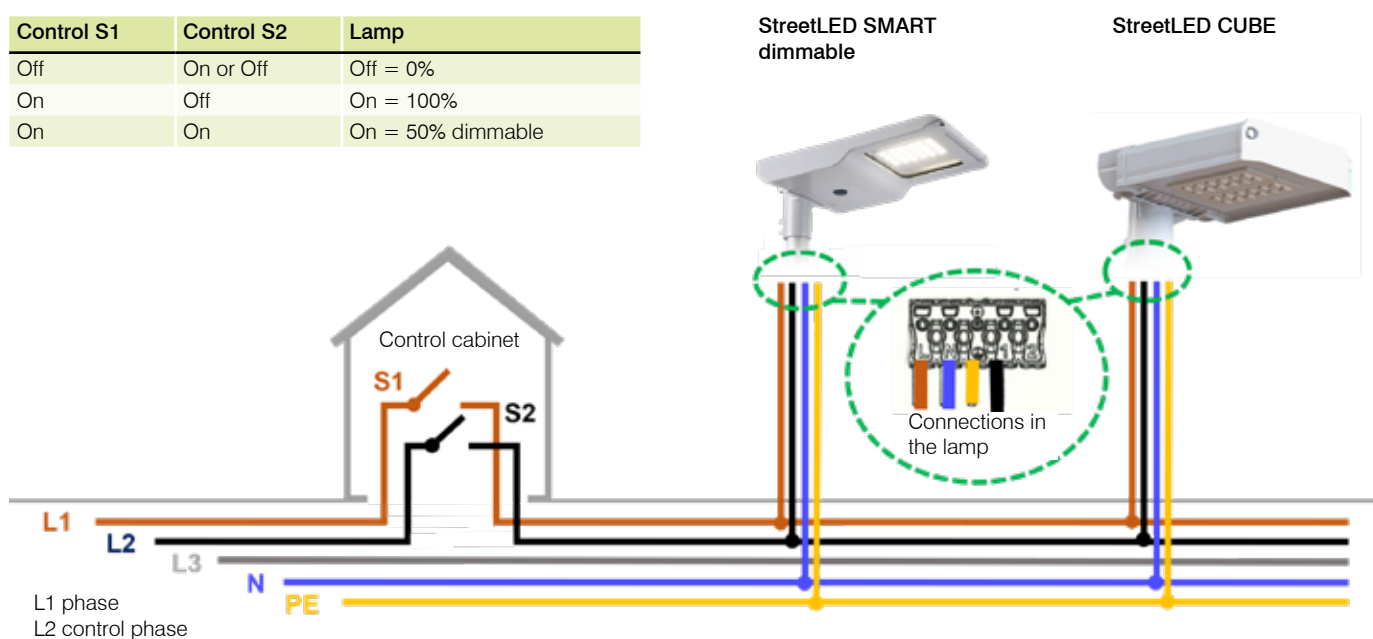 Control S1 Control S2 Lamp
Off On or Off Off = 0%
On Off On = 100%
On On On = 50% dimmable
StreetLED SMART
dimmable
StreetLED CUBE
Control cabinet
S1
S2
L N 1 2
Connections in
the lamp
L1
L2
L3
N
PE
L1 phase
L2 control phase